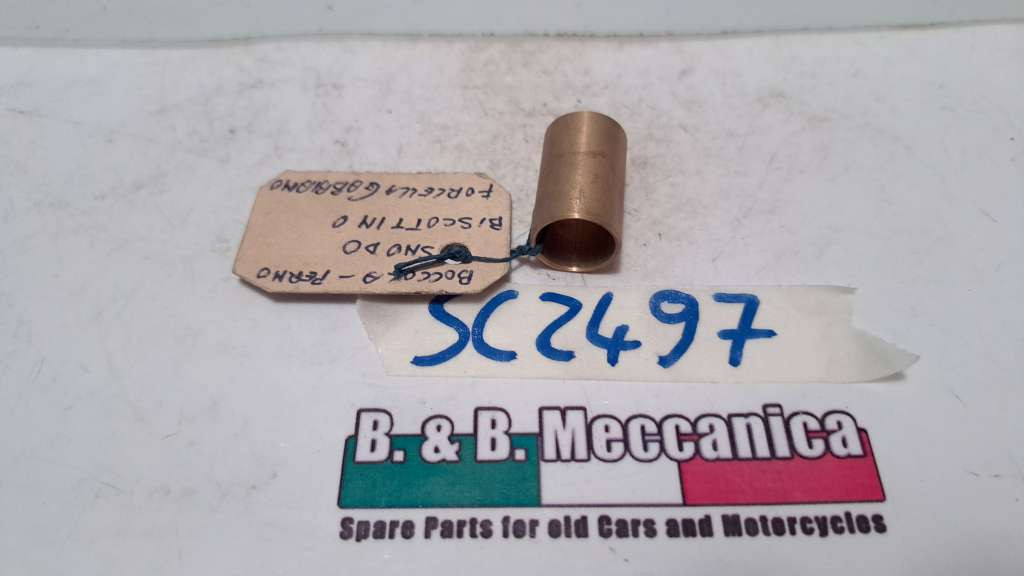 BOCCOLA - PERNO
SNODO
BISCOTTINO
FORCELLA GABBIANO
SC2497
B. & B. Meccanica
Spare Parts for old Cars and Motorcycles